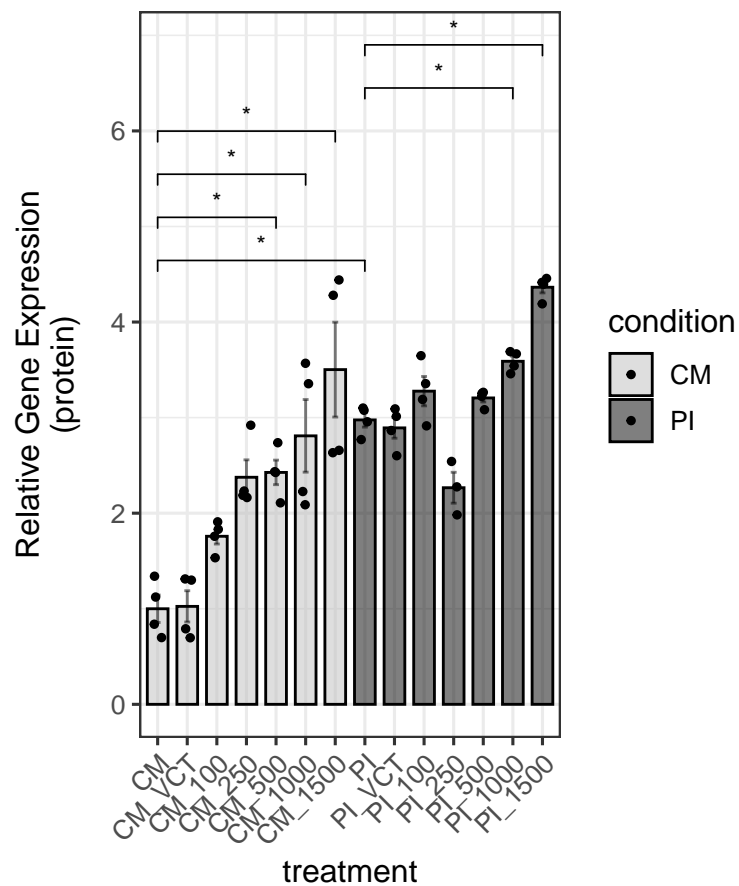 *
*
6
*
*
*
*
4
2
0
Relative Gene Expression
(protein)
condition
CM
PI
CM
CM_VCT
CM_100
CM_250
CM_500
CM_1000
CM_1500
PI
PI_VCT
PI_100
PI_250
PI_500
PI_1000
PI_1500
treatment